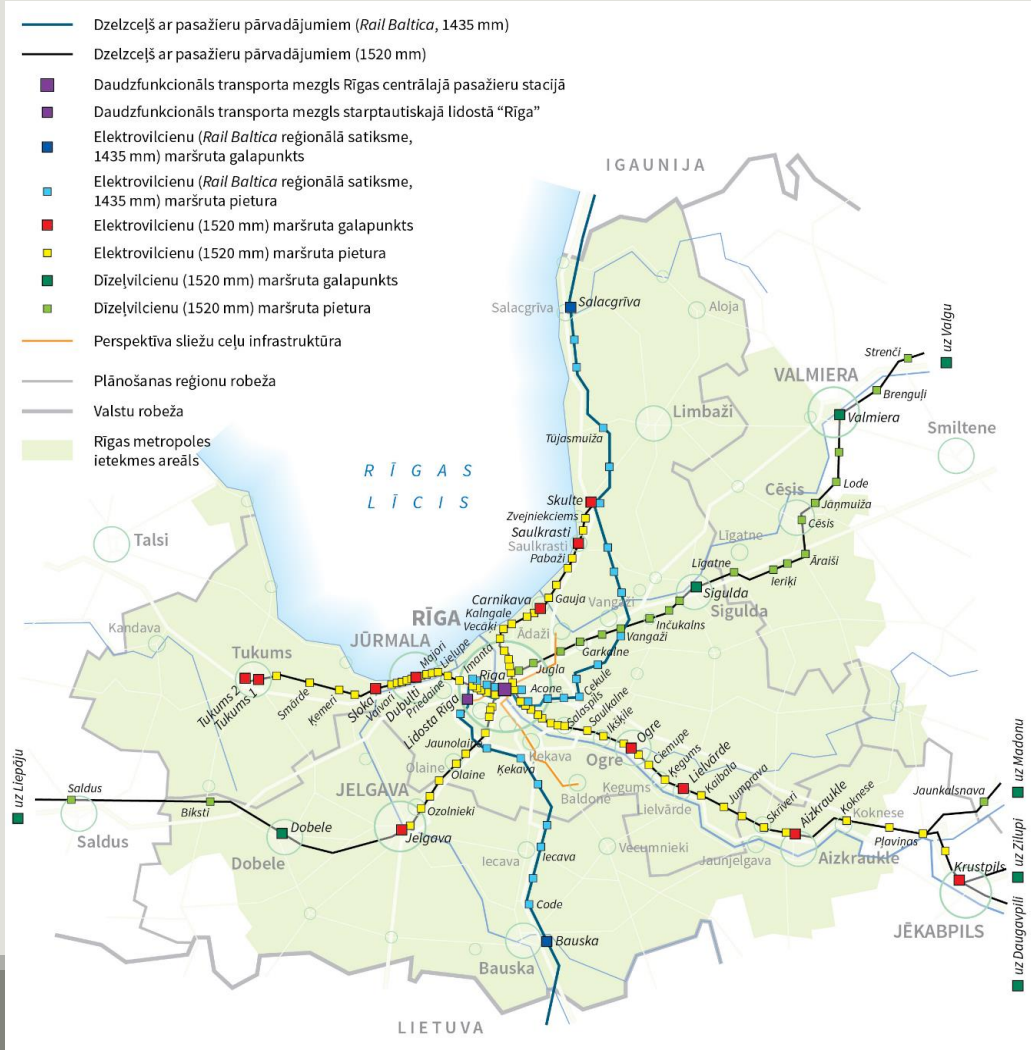 Dzelzceļš ar pasažieru pārvadājumiem (Rail Baltica, 1435 mm)
Dzelzceļš ar pasažieru pārvadājumiem (1520 mm)
Daudzfunkcionāls transporta mezgls Rīgas centrālajā pasažieru stacijā
Daudzfunkcionāls transporta mezgls starptautiskajā lidostā “Rīga”
Elektrovilcienu (Rail Baltica reģionālā satiksme,
1435 mm) maršruta galapunkts
Elektrovilcienu (Rail Baltica reģionālā satiksme,
1435 mm) maršruta pietura
Elektrovilcienu (1520 mm) maršruta galapunkts
Elektrovilcienu (1520 mm) maršruta pietura
Dīzeļvilcienu (1520 mm) maršruta galapunkts
Dīzeļvilcienu (1520 mm) maršruta pietura
Perspektīva sliežu ceļu infrastruktūra
Plānošanas reģionu robeža
Valstu robeža
Rīgas metropoles
ietekmes areāls
IGAUNIJA
Salacgrīva
Salacgrīva
Aloja
uz Valgu
Strenči
VALMIERA
Brenguļi
Limbaži
Valmiera
Smiltene
Tūjasmuiža
RĪGAS
LĪCIS
Cēsis
Lode
Jāņmuiža
Skulte
Zvejniekciems
Cēsis
Saulkrasti
Saulkrasti
Līgatne
Pabaži
Līgatne
Āraiši
Ieriķi
Talsi
Sigulda
Sigulda
Carnikava
Gauja
Vangaži
Kalngale
RĪGA
Vecāķi
Inčukalns
Kandava
JŪRMALA
Ādaži
Vangaži
Garkalne
Tukums
Majori
Lielupe
Imanta
Jugla
Rīga
Acone
Cekule
Tukums 2
Tukums 1
Smārde
Ķemeri
Sloka
Vaivari
Dubulti
Priedaine
Lidosta Rīga
Salaspilns
Saulkalne
Ikšķile
Ogre
Jaunolaine
Olaine
Olaine
Ķekava
Ķekava
Ogre
Ciemupe
Ķegums
Lielvārde
uz Liepāju
Saldus
Saldus
Biksti
Dobele
Dobele
JELGAVA
Ozolnieki
Jelgava
Baldone
Ķegums
Lielvārde
Kaibala
Jumprava
Skrīveri
Aizkraukle
Koknese
Koknese
Jaunkalsnava
uz Madonu
Iecava
Iecava
Vecumnieki
Jaunjelgava
Aizkraukle
Pļaviņas
Krustpils
uz Zilupi
JĒKABPILS
uz Daugavpili
Code
Bauska
Bauska
LIETUVA